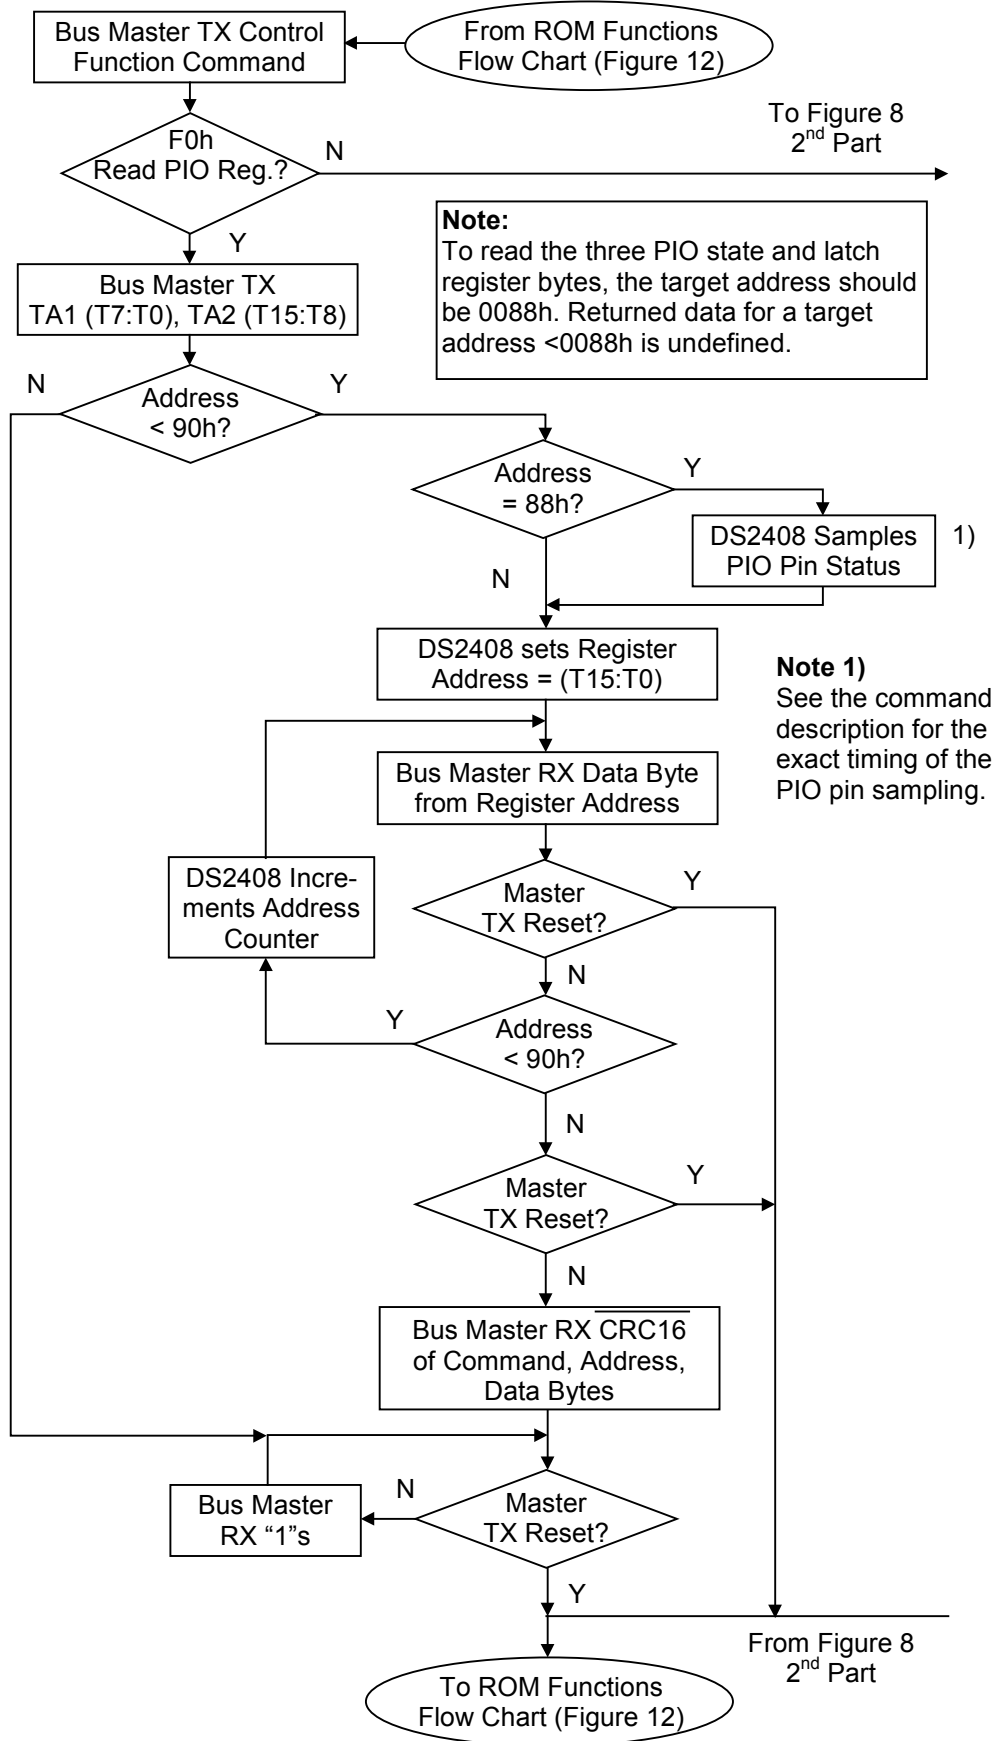 Bus Master TX Control
Function Command
From ROM Functions
Flow Chart (Figure 12)
F0h
Read PIO Reg.?
N
To Figure 8
2nd Part
Y
Note:
To read the three PIO state and latch
register bytes, the target address should
be 0088h. Returned data for a target
address <0088h is undefined.
Bus Master TX
TA1 (T7:T0), TA2 (T15:T8)
N
Address
< 90h?
Y
Address
= 88h?
Y
DS2408 Samples
PIO Pin Status
1)
N
DS2408 sets Register
Address = (T15:T0)
Note 1)
See the command
description for the
exact timing of the
PIO pin sampling.
Bus Master RX Data Byte
from Register Address
DS2408 Incre-
ments Address
Counter
Master
TX Reset?
Y
N
Y
Address
< 90h?
N
Master
TX Reset?
Y
N
Bus Master RX CRC16
of Command, Address,
Data Bytes
Bus Master
RX “1”s
N
Master
TX Reset?
Y
From Figure 8
2nd Part
To ROM Functions
Flow Chart (Figure 12)